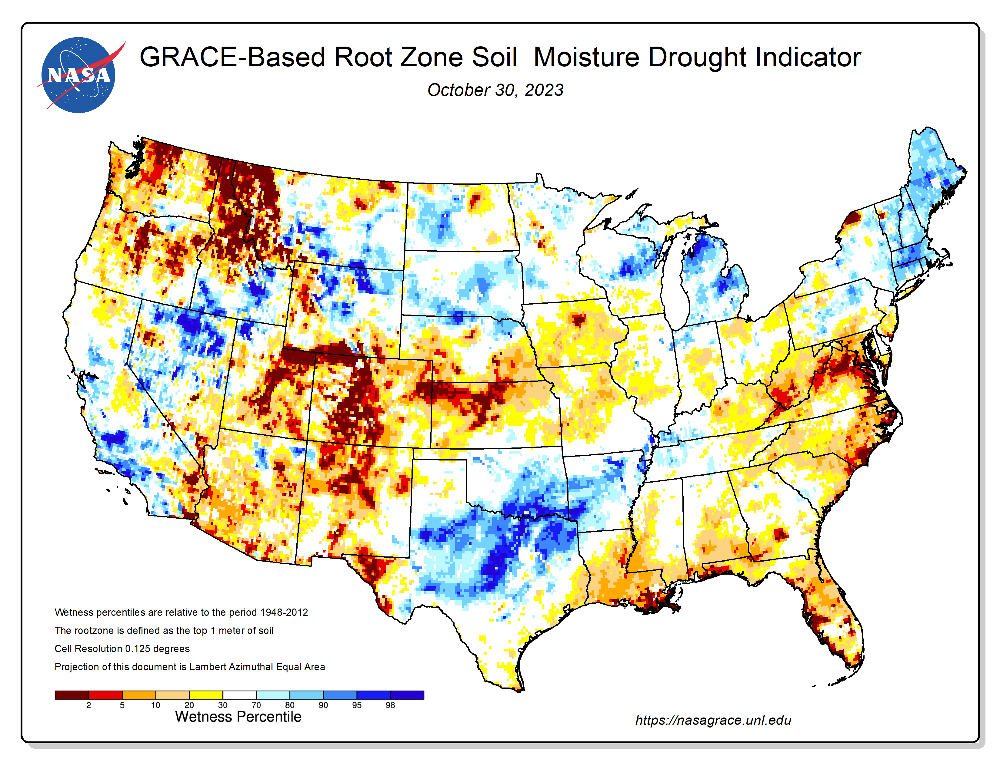 NASA
GRACE-Based Root Zone Soil  Moisture Drought Indicator
October 30, 2023
Wetness percentiles are relative to the period 1948-2012
The rootzone is defined as the top 1 meter of soil
Cell Resolution 0.125 degrees
Projection of this document is Lambert Azimuthal Equal Area
2 5 10 20 30 70 80 90 95 98
Wetness Percentile
https://nasagrace.unl.edu